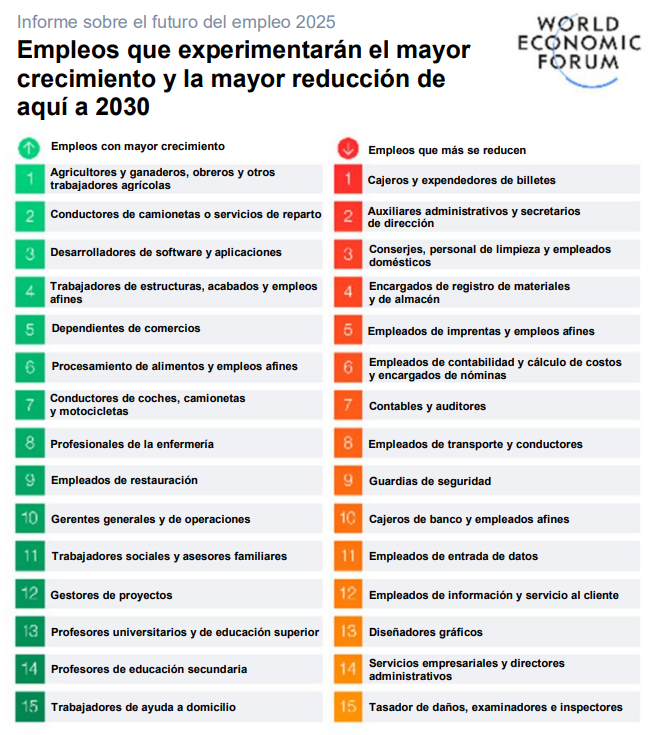 Informe sobre el futuro del empleo 2025
Empleos que experimentarán el mayor
crecimiento y la mayor reducción de
aquí a 2030
WORLD
ECONOMIC
FORUM
Empleos con mayor crecimiento
1 Agricultores y ganaderos, obreros y otros
trabajadores agrícolas
2 Conductores de camionetas o servicios de reparto
3 Desarrolladores de software y aplicaciones
4 Trabajadores de estructuras, acabados y empleos
afines
5 Dependientes de comercios
6 Procesamiento de alimentos y empleos afines
7 Conductores de coches, camionetas
y motocicletas
8 Profesionales de la enfermería
9 Empleados de restauración
10 Gerentes generales y de operaciones
11 Trabajadores sociales y asesores familiares
12 Gestores de proyectos
13 Profesores universitarios y de educación superior
14 Profesores de educación secundaria
15 Trabajadores de ayuda a domicilio
Empleos que más se reducen
1 Cajeros y expendedores de billetes
2 Auxiliares administrativos y secretarios
de dirección
3 Conserjes, personal de limpieza y empleados
domésticos
4 Encargados de registro de materiales
y de almacén
5 Empleados de imprentas y empleos afines
6 Empleados de contabilidad y cálculo de costos
y encargados de nóminas
7 Contables y auditores
8 Empleados de transporte y conductores
9 Guardias de seguridad
10 Cajeros de banco y empleados afines
11 Empleados de entrada de datos
12 Empleados de información y servicio al cliente
13 Diseñadores gráficos
14 Servicios empresariales y directores
administrativos
15 Tasador de daños, examinadores e inspectores